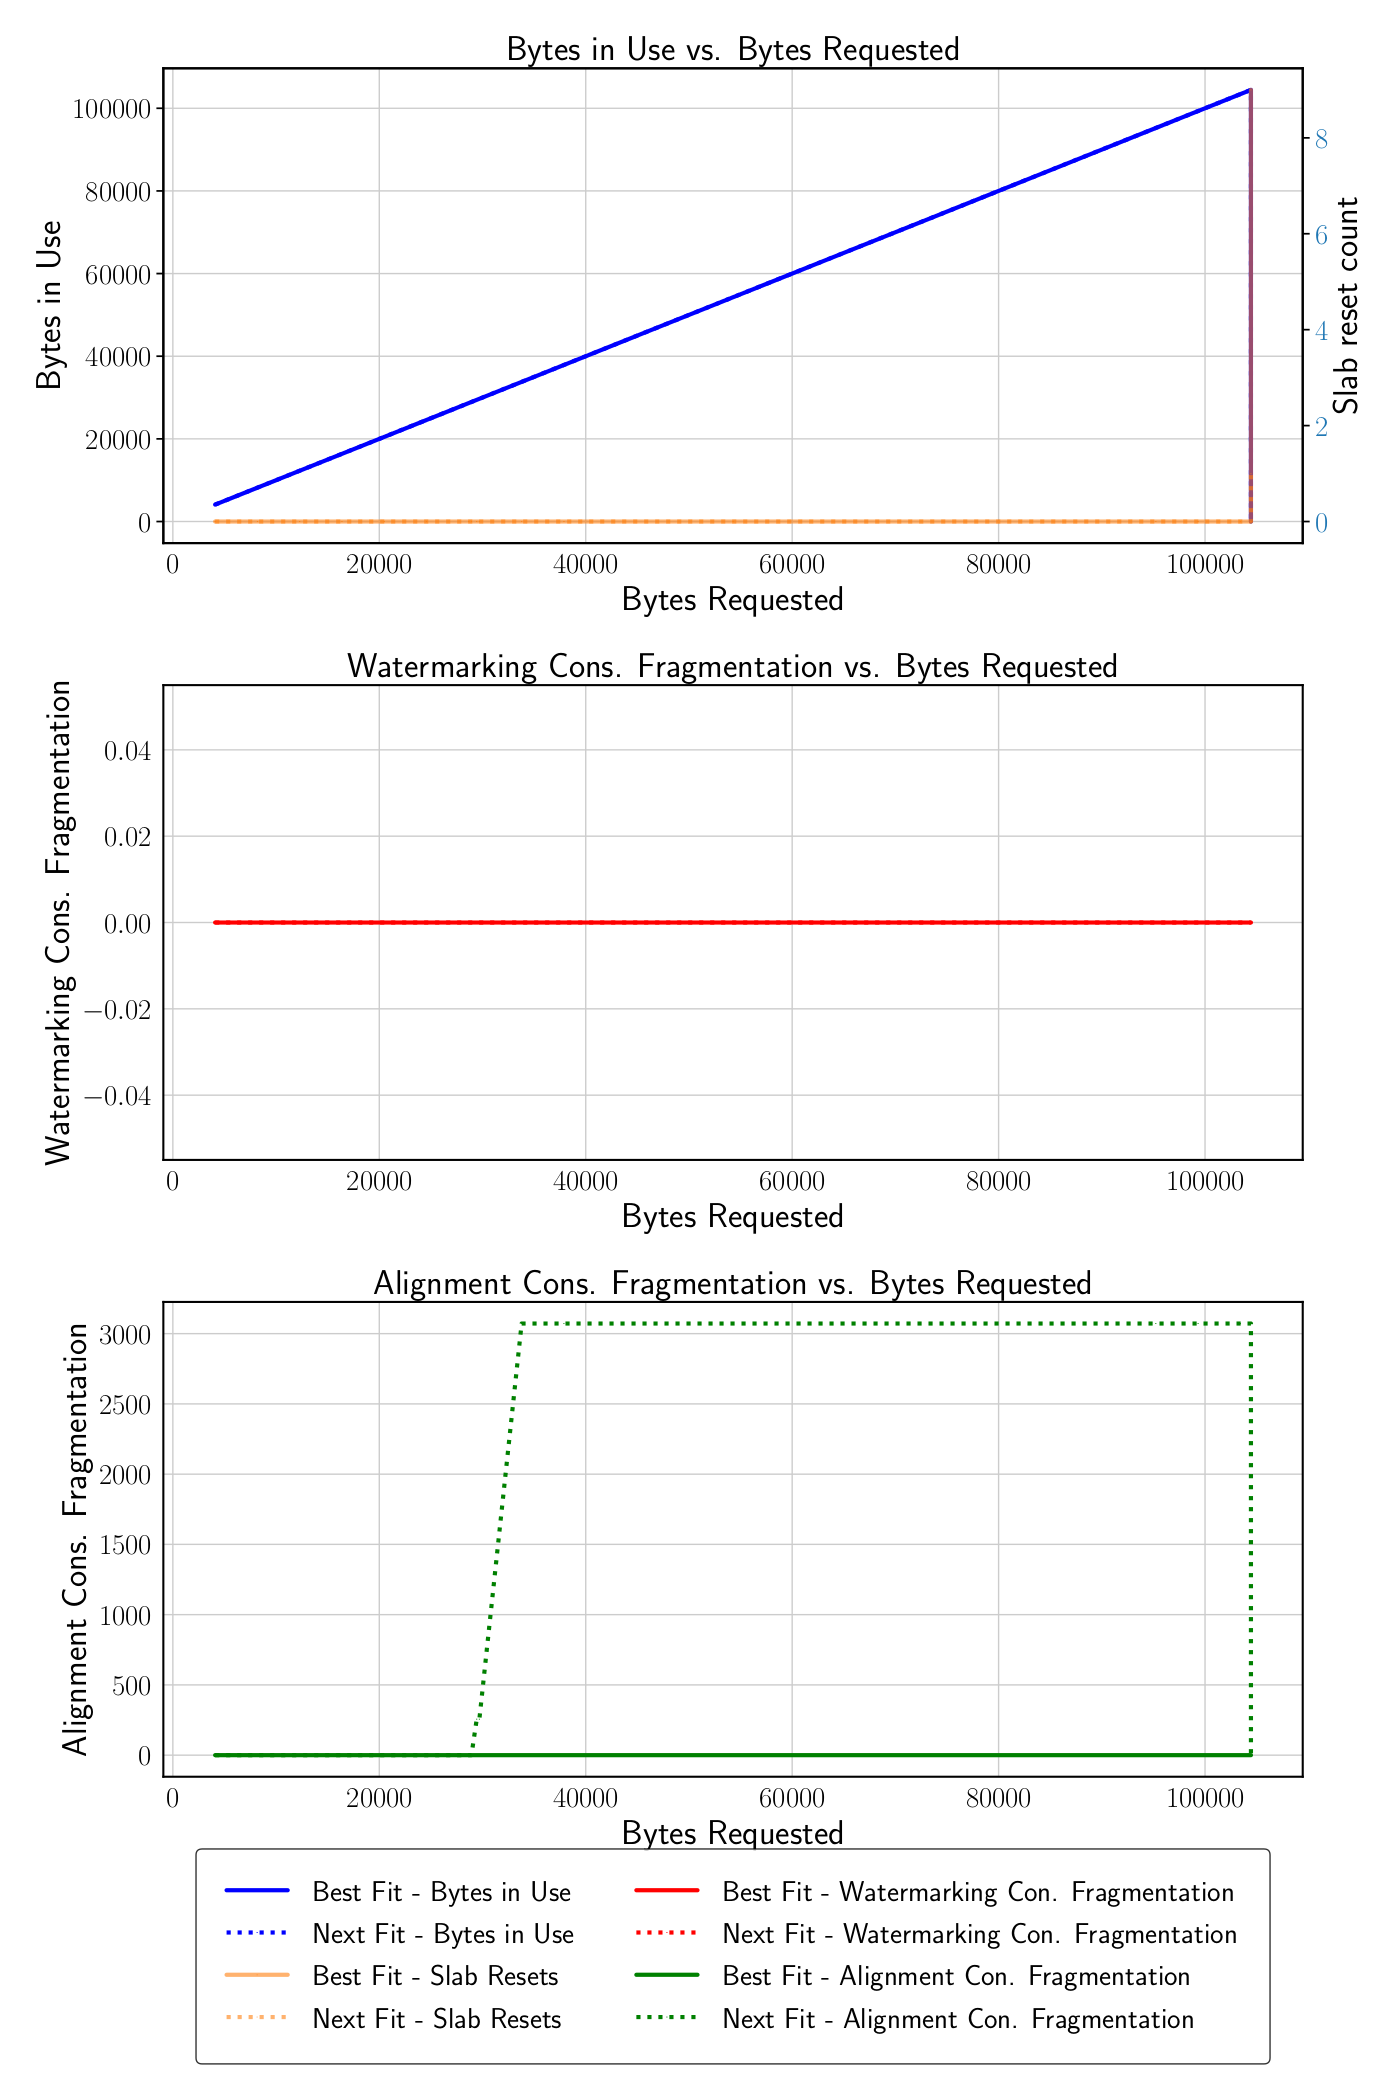 Bytes in Use vs. Bytes Requested
Bytes in Use
100000
80000
60000
40000
20000
0
8
6
4
2
0
Slab reset count
0 20000 40000 60000 80000 100000
Bytes Requested
Watermarking Cons. Fragmentation vs. Bytes Requested
Watermarking Cons. Fragmentation
0.04
0.02
0.00
−0.02
−0.04
0 20000 40000 60000 80000 100000
Bytes Requested
Alignment Cons. Fragmentation vs. Bytes Requested
Alignment Cons. Fragmentation
3000
2500
2000
1500
1000
500
0
0 20000 40000 60000 80000 100000
Bytes Requested
Best Fit - Bytes in Use
Next Fit - Bytes in Use
Best Fit - Slab Resets
Next Fit - Slab Resets
Best Fit - Watermarking Con. Fragmentation
Next Fit - Watermarking Con. Fragmentation
Best Fit - Alignment Con. Fragmentation
Next Fit - Alignment Con. Fragmentation